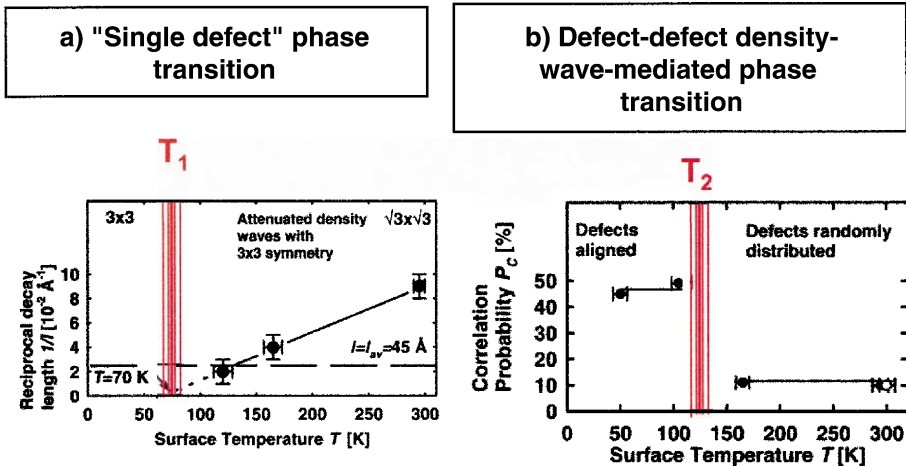 a) "Single defect" phase
transition
b) Defect-defect density-
wave-mediated phase
transition
T₁
T₂
3x3
Attenuated density
waves with
3x3 symmetry
√3x√3
Reciprocal decay
length 1/l [10⁻² Å⁻¹]
10
8
6
4
2
0
l=lav=45 Å
T=70 K
0 50 100 150 200 250 300
Surface Temperature T [K]
Defects
aligned
Defects randomly
distributed
Correlation
Probability PC [%]
50
40
30
20
10
0
0 50 100 150 200 250 300
Surface Temperature T [K]